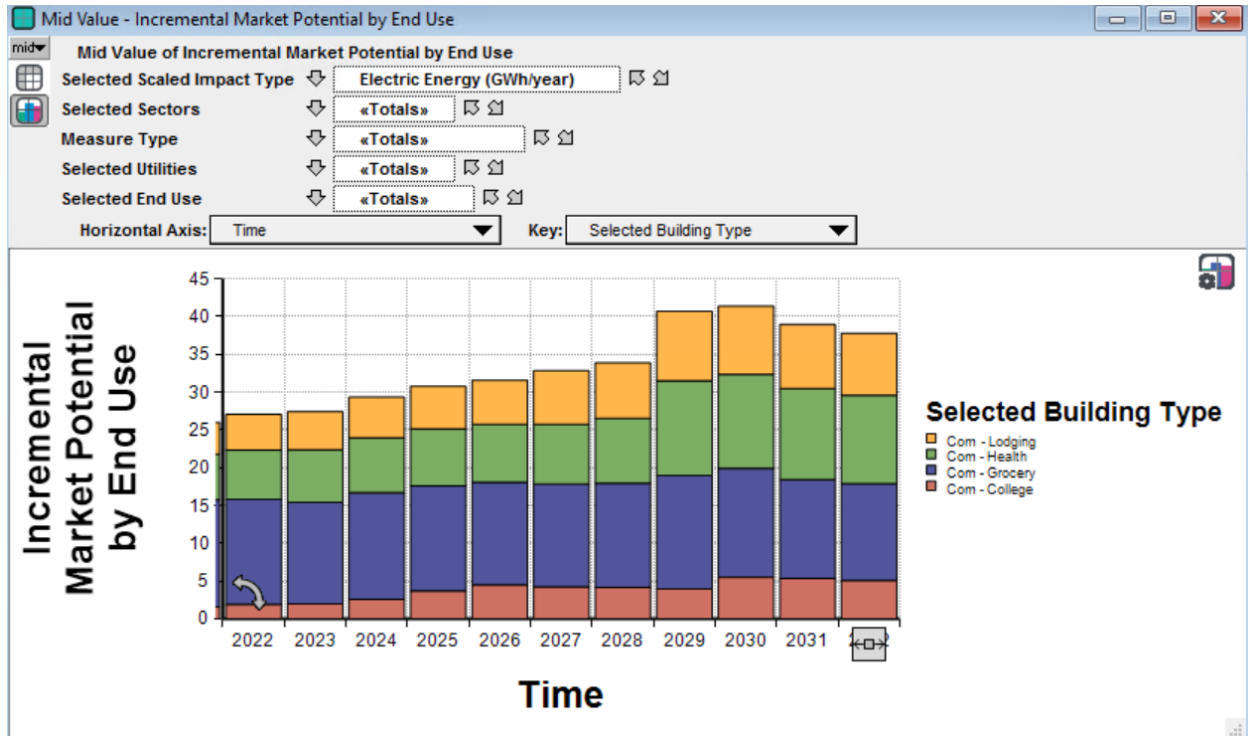 Mid Value - Incremental Market Potential by End Use
mid
Mid Value of Incremental Market Potential by End Use
Selected Scaled Impact Type Electric Energy (GWh/year)
Selected Sectors «Totals»
Measure Type «Totals»
Selected Utilities «Totals»
Selected End Use «Totals»
Horizontal Axis: Time Key: Selected Building Type
Incremental
Market Potential
by End Use
45
40
35
30
25
20
15
10
5
0
2022 2023 2024 2025 2026 2027 2028 2029 2030 2031
Time
Selected Building Type
Com - Lodging
Com - Health
Com - Grocery
Com - College